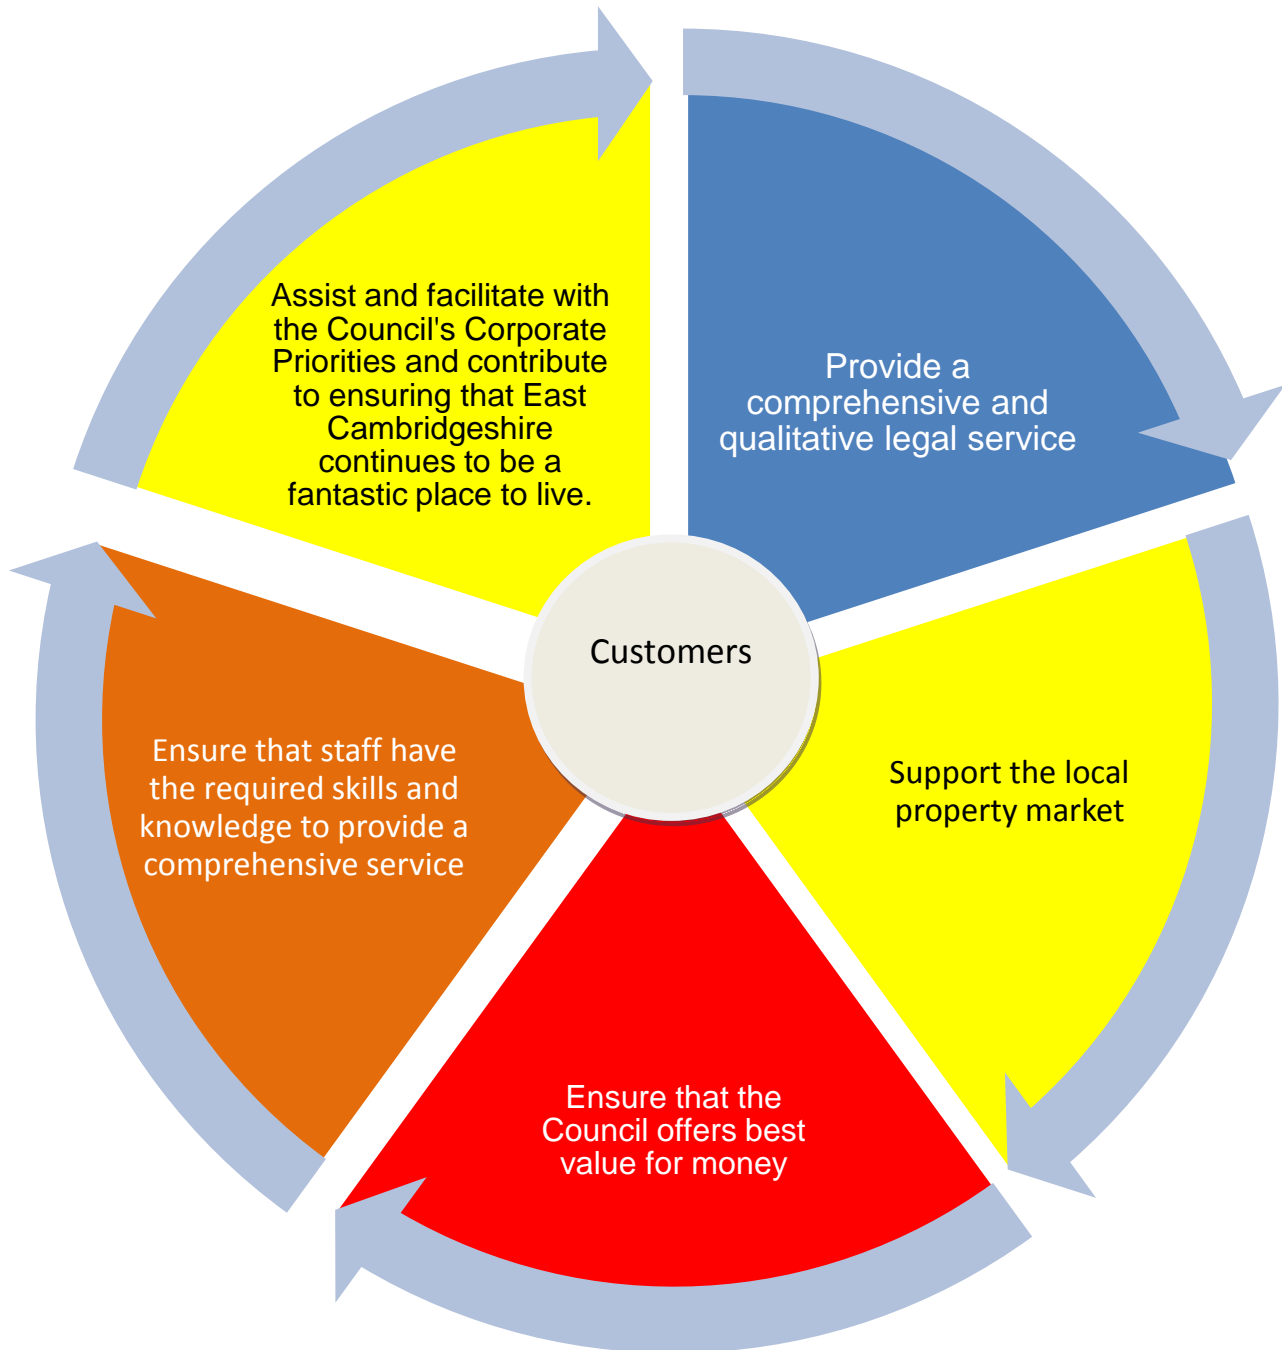 Assist and facilitate with
the Council's Corporate
Priorities and contribute
to ensuring that East
Cambridgeshire
continues to be a
fantastic place to live.
Provide a
comprehensive and
qualitative legal service
Customers
Ensure that staff have
the required skills and
knowledge to provide a
comprehensive service
Support the local
property market
Ensure that the
Council offers best
value for money